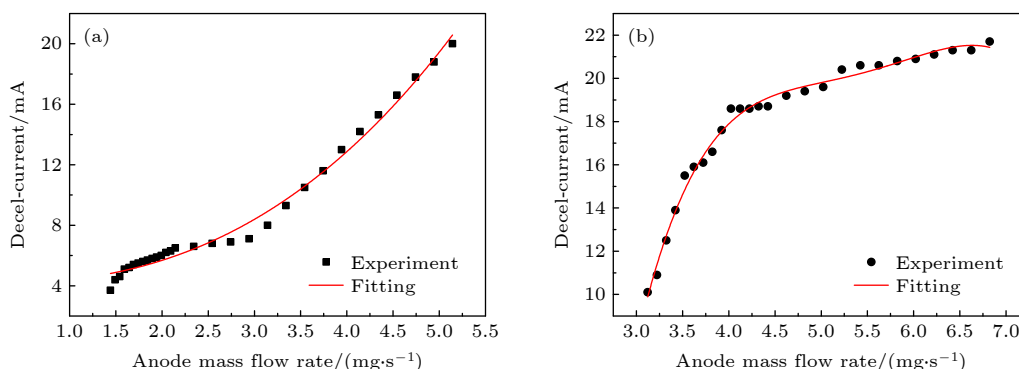 (a)
Decel-current/mA
20
16
12
8
4
Experiment
Fitting
1.0 1.5 2.0 2.5 3.0 3.5 4.0 4.5 5.0 5.5
Anode mass flow rate/(mg·s⁻¹)
(b)
Decel-current/mA
22
20
18
16
14
12
10
Experiment
Fitting
3.0 3.5 4.0 4.5 5.0 5.5 6.0 6.5 7.0
Anode mass flow rate/(mg·s⁻¹)